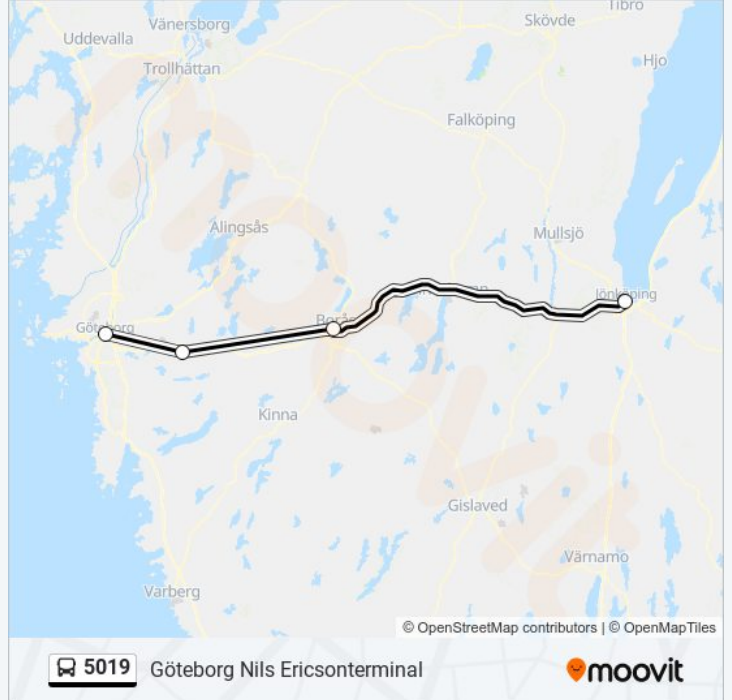 Tibro
Skövde
Vänersborg
Uddevalla
Hjo
Trollhättan
Falköping
Alingsås
Mullsjö
Jönköping
Borås
Göteborg
Kinna
Gislaved
Värnamo
Varberg
© OpenStreetMap contributors | © OpenMapTiles
5019 Göteborg Nils Ericsonterminal
moovit